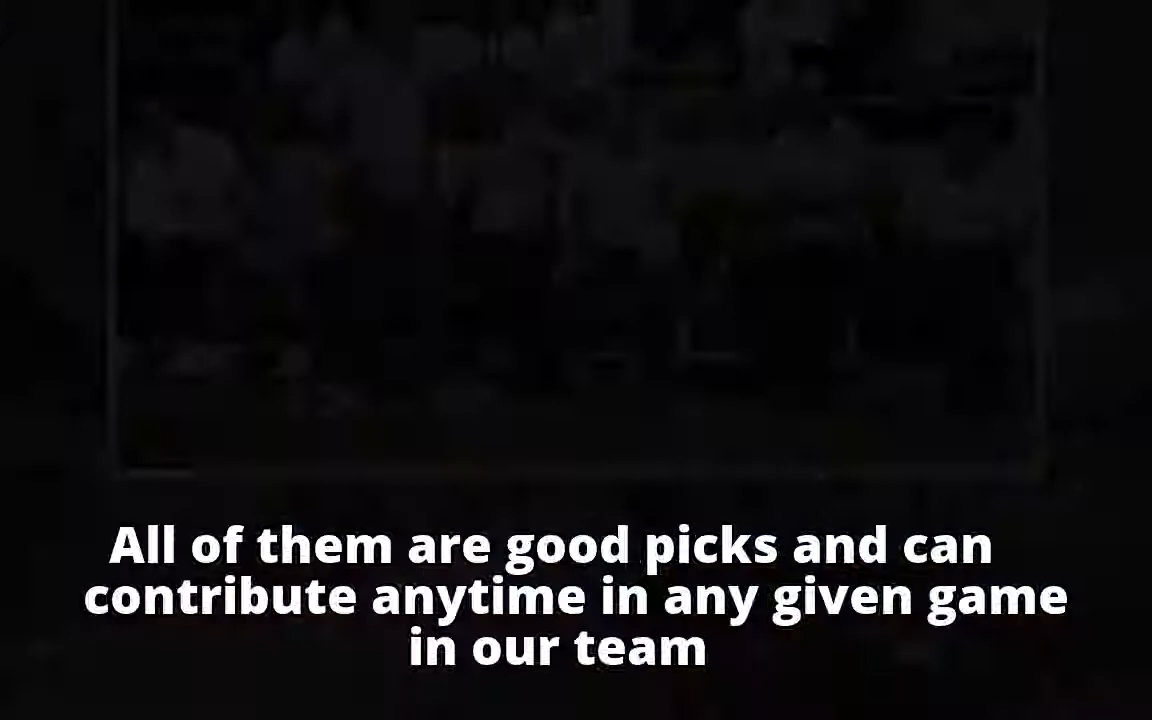 All of them are good picks and can
contribute anytime in any given game
in our team